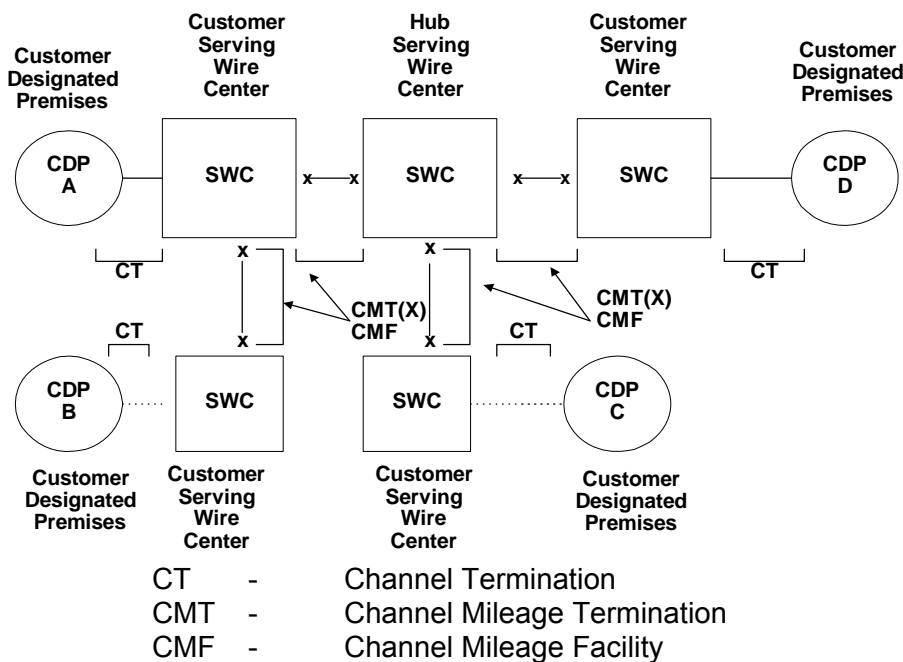 Customer
Serving
Wire
Center
Hub
Serving
Wire
Center
Customer
Serving
Wire
Center
Customer
Designated
Premises
Customer
Designated
Premises
CDP
A
SWC
x
x
SWC
x
x
SWC
CDP
D
CT
x
x
CT
CMT(X)
CMF
CMT(X)
CMF
CT
x
x
CT
CDP
B
SWC
SWC
CDP
C
Customer
Designated
Premises
Customer
Serving
Wire
Center
Customer
Serving
Wire
Center
Customer
Designated
Premises
CT - Channel Termination
CMT - Channel Mileage Termination
CMF - Channel Mileage Facility